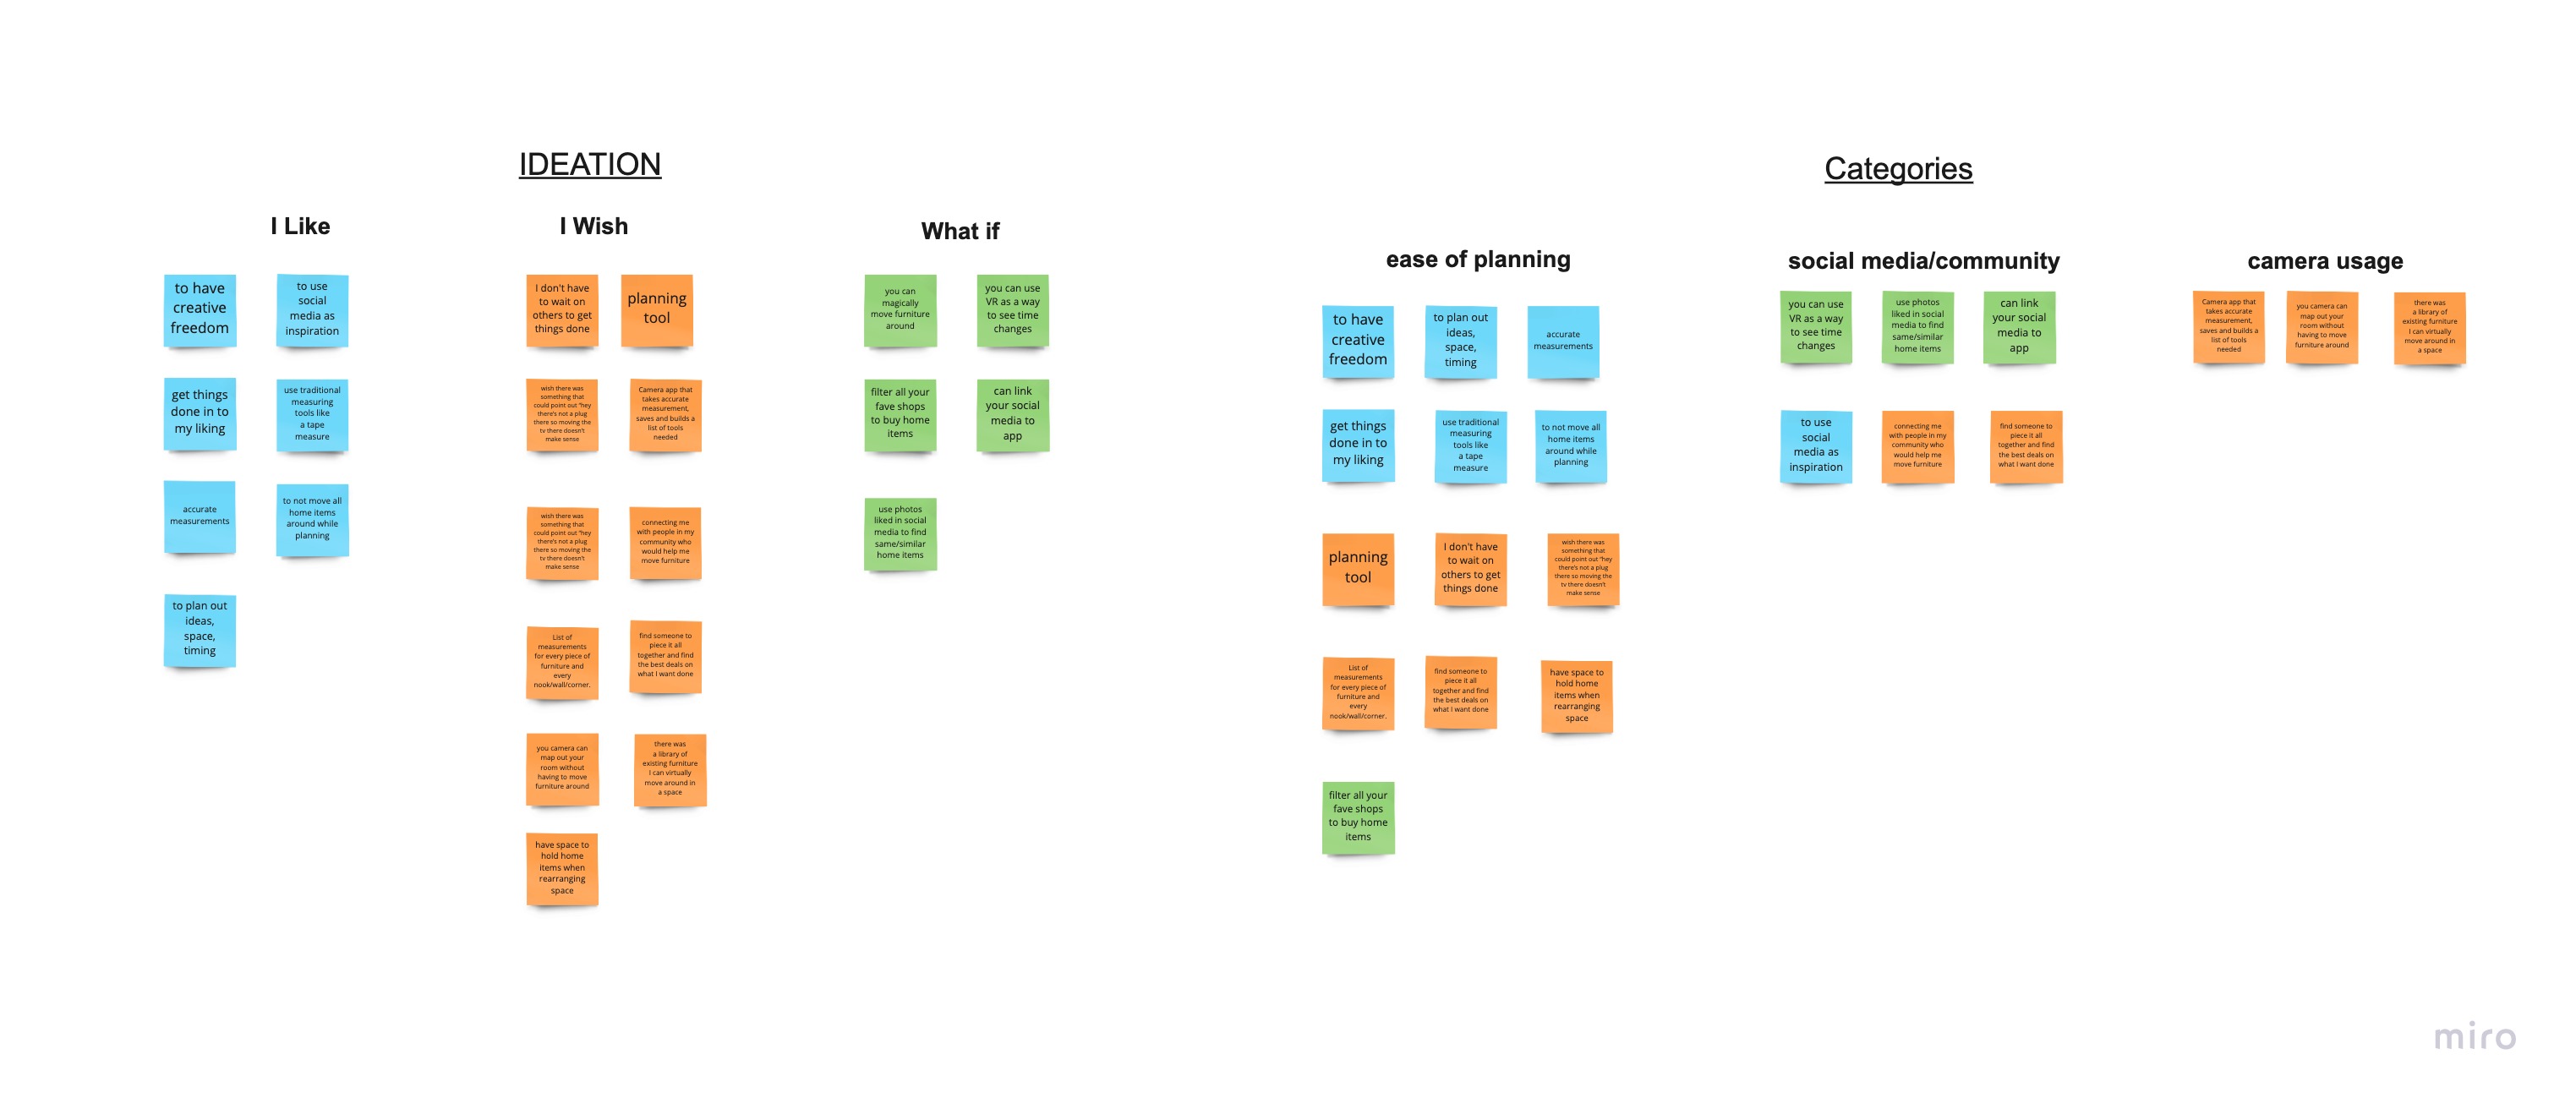 IDEATION
I Like
to have
creative
freedom
to use
social
media as
inspiration
get things
done in to
my liking
use traditional
measuring
tools like
a tape
measure
accurate
measurements
to not move all
home items
around while
planning
to plan out
ideas,
space,
timing
I Wish
I don't have
to wait on
others to get
things done
planning
tool
wish there was
something that
could point out "hey
there's not a plug
there so moving the
tv there doesn't
make sense
Camera app that
takes accurate
measurement,
saves and builds a
list of tools
needed
wish there was
something that
could point out "hey
there's not a plug
there so moving the
tv there doesn't
make sense
connecting me
with people in my
community who
would help me
move furniture
List of
measurements
for every piece of
furniture and
every
nook/wall/corner.
find someone to
piece it all
together and find
the best deals on
what I want done
you camera can
map out your
room without
having to move
furniture around
there was
a library of
existing furniture
I can virtually
move around in
a space
have space to
hold home
items when
rearranging
space
What if
you can
magically
move furniture
around
you can use
VR as a way
to see time
changes
filter all your
fave shops
to buy home
items
can link
your social
media to
app
use photos
liked in social
media to find
same/similar
home items
Categories
ease of planning
to have
creative
freedom
to plan out
ideas,
space,
timing
accurate
measurements
get things
done in to
my liking
use traditional
measuring
tools like
a tape
measure
to not move all
home items
around while
planning
planning
tool
I don't have
to wait on
others to get
things done
wish there was
something that
could point out "hey
there's not a plug
there so moving the
tv there doesn't
make sense
List of
measurements
for every piece of
furniture and
every
nook/wall/corner.
find someone to
piece it all
together and find
the best deals on
what I want done
have space to
hold home
items when
rearranging
space
filter all your
fave shops
to buy home
items
social media/community
you can use
VR as a way
to see time
changes
use photos
liked in social
media to find
same/similar
home items
can link
your social
media to
app
to use
social
media as
inspiration
connecting me
with people in my
community who
would help me
move furniture
find someone to
piece it all
together and find
the best deals on
what I want done
camera usage
Camera app that
takes accurate
measurement,
saves and builds a
list of tools
needed
you camera can
map out your
room without
having to move
furniture around
there was
a library of
existing furniture
I can virtually
move around in
a space
miro